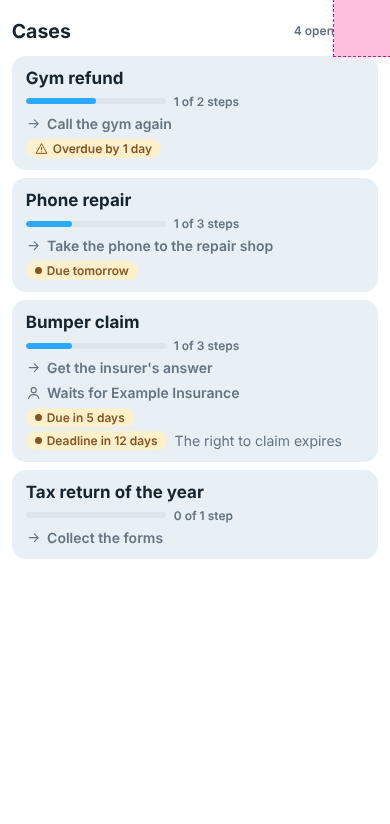 Cases
4 open
Gym refund
1 of 2 steps
Call the gym again
Overdue by 1 day
Phone repair
1 of 3 steps
Take the phone to the repair shop
Due tomorrow
Bumper claim
1 of 3 steps
Get the insurer's answer
Waits for Example Insurance
Due in 5 days
Deadline in 12 days The right to claim expires
Tax return of the year
0 of 1 step
Collect the forms